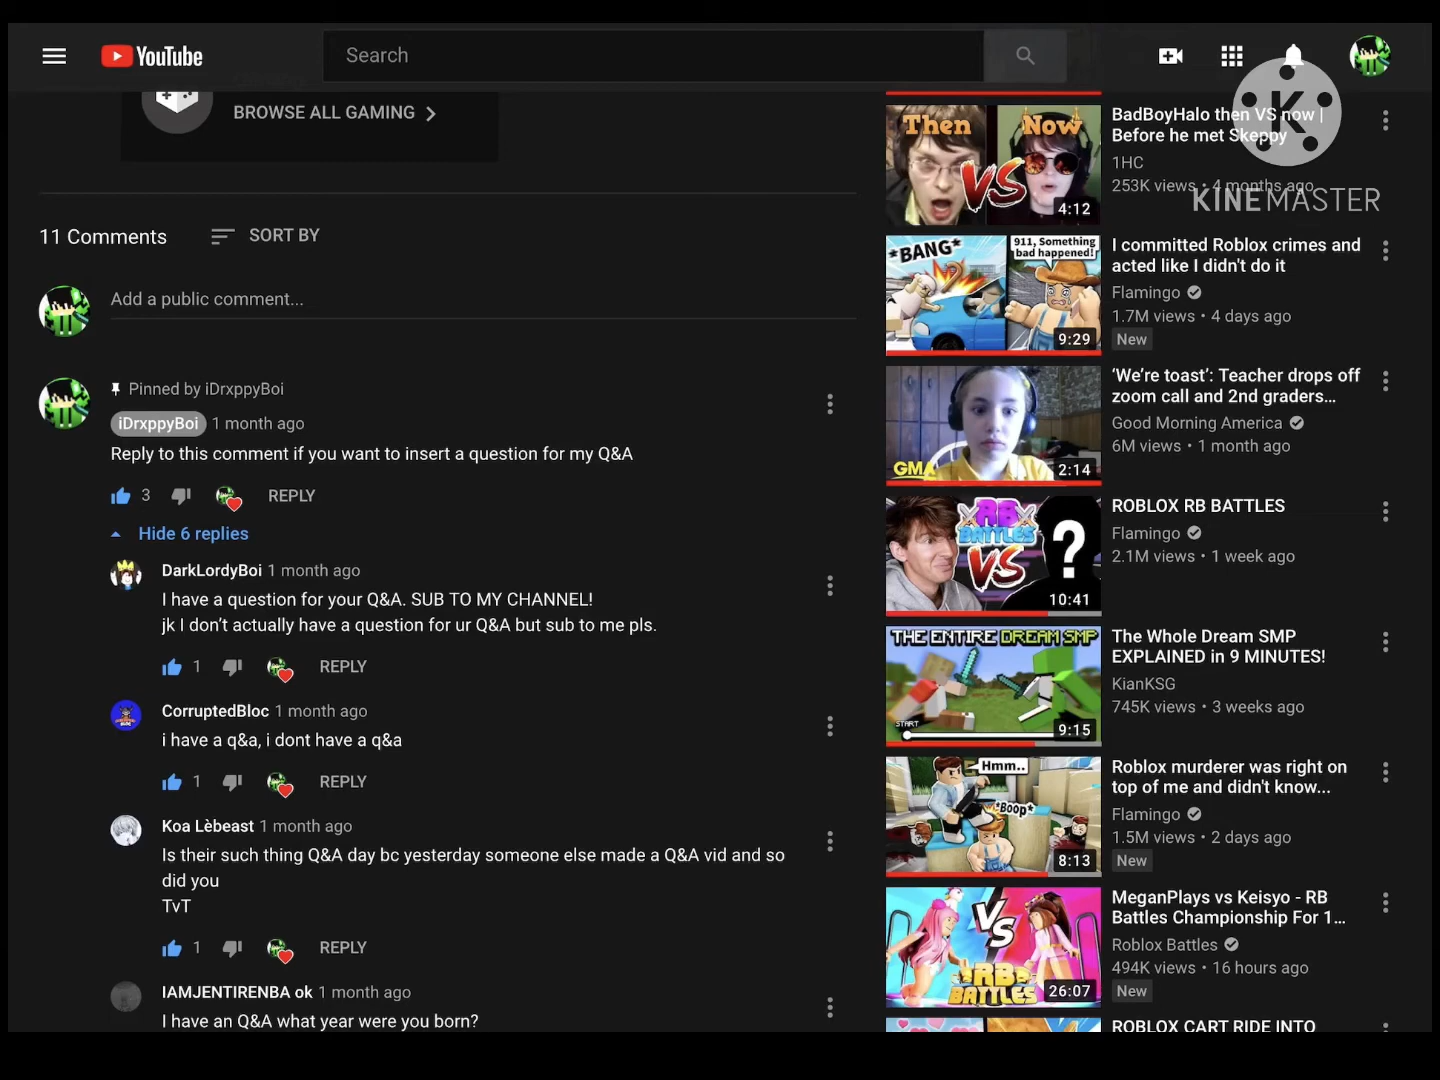 YouTube
Search
BROWSE ALL GAMING
11 Comments
SORT BY
Add a public comment...
Pinned by iDrxppyBoi
iDrxppyBoi 1 month ago
Reply to this comment if you want to insert a question for my Q&A
3
REPLY
Hide 6 replies
DarkLordyBoi 1 month ago
I have a question for your Q&A. SUB TO MY CHANNEL!
jk I don’t actually have a question for ur Q&A but sub to me pls.
1
REPLY
CorruptedBloc 1 month ago
i have a q&a, i dont have a q&a
1
REPLY
Koa Lèbeast 1 month ago
Is their such thing Q&A day bc yesterday someone else made a Q&A vid and so
did you
TvT
1
REPLY
IAMJENTIRENBA ok 1 month ago
I have an Q&A what year were you born?
Then Now
VS
4:12
BadBoyHalo then VS now |
Before he met Skeppy
1HC
253K views • 4 months ago
K
KINEMASTER
*BANG*
911, Something
bad happened!
9:29
I committed Roblox crimes and
acted like I didn't do it
Flamingo
1.7M views • 4 days ago
New
GMA
2:14
‘We’re toast’: Teacher drops off
zoom call and 2nd graders...
Good Morning America
6M views • 1 month ago
RB
BATTLES
VS
?
10:41
ROBLOX RB BATTLES
Flamingo
2.1M views • 1 week ago
THE ENTIRE DREAM SMP
START
9:15
The Whole Dream SMP
EXPLAINED in 9 MINUTES!
KianKSG
745K views • 3 weeks ago
Hmm..
*Boop*
8:13
Roblox murderer was right on
top of me and didn't know...
Flamingo
1.5M views • 2 days ago
New
VS
RB
BATTLES
26:07
MeganPlays vs Keisyo - RB
Battles Championship For 1...
Roblox Battles
494K views • 16 hours ago
New
ROBLOX CART RIDE INTO